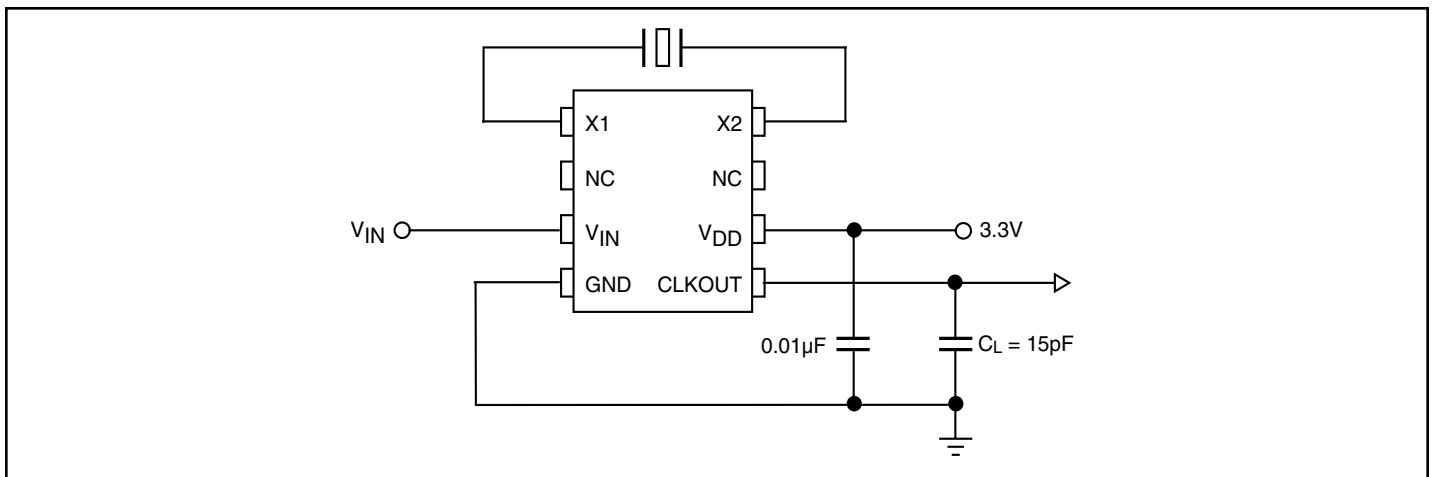 X1 X2
NC NC
VIN VIN VDD 3.3V
GND CLKOUT
0.01µF CL = 15pF